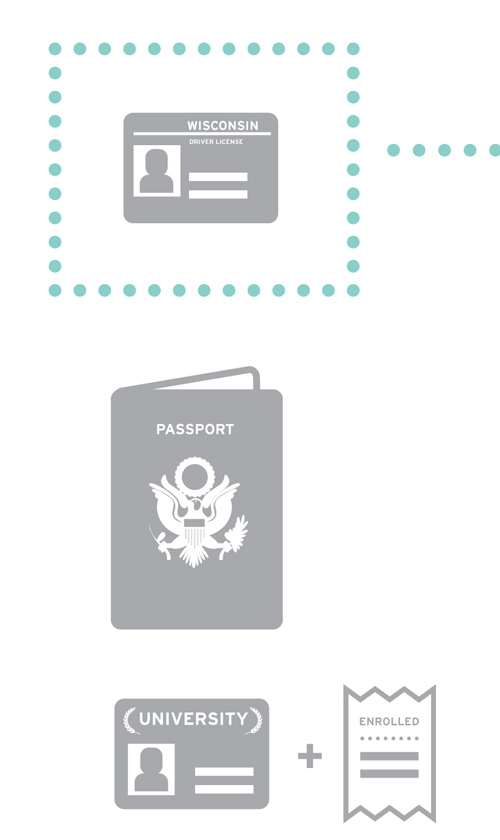 WISCONSIN
DRIVER LICENSE
PASSPORT
UNIVERSITY
+
ENROLLED